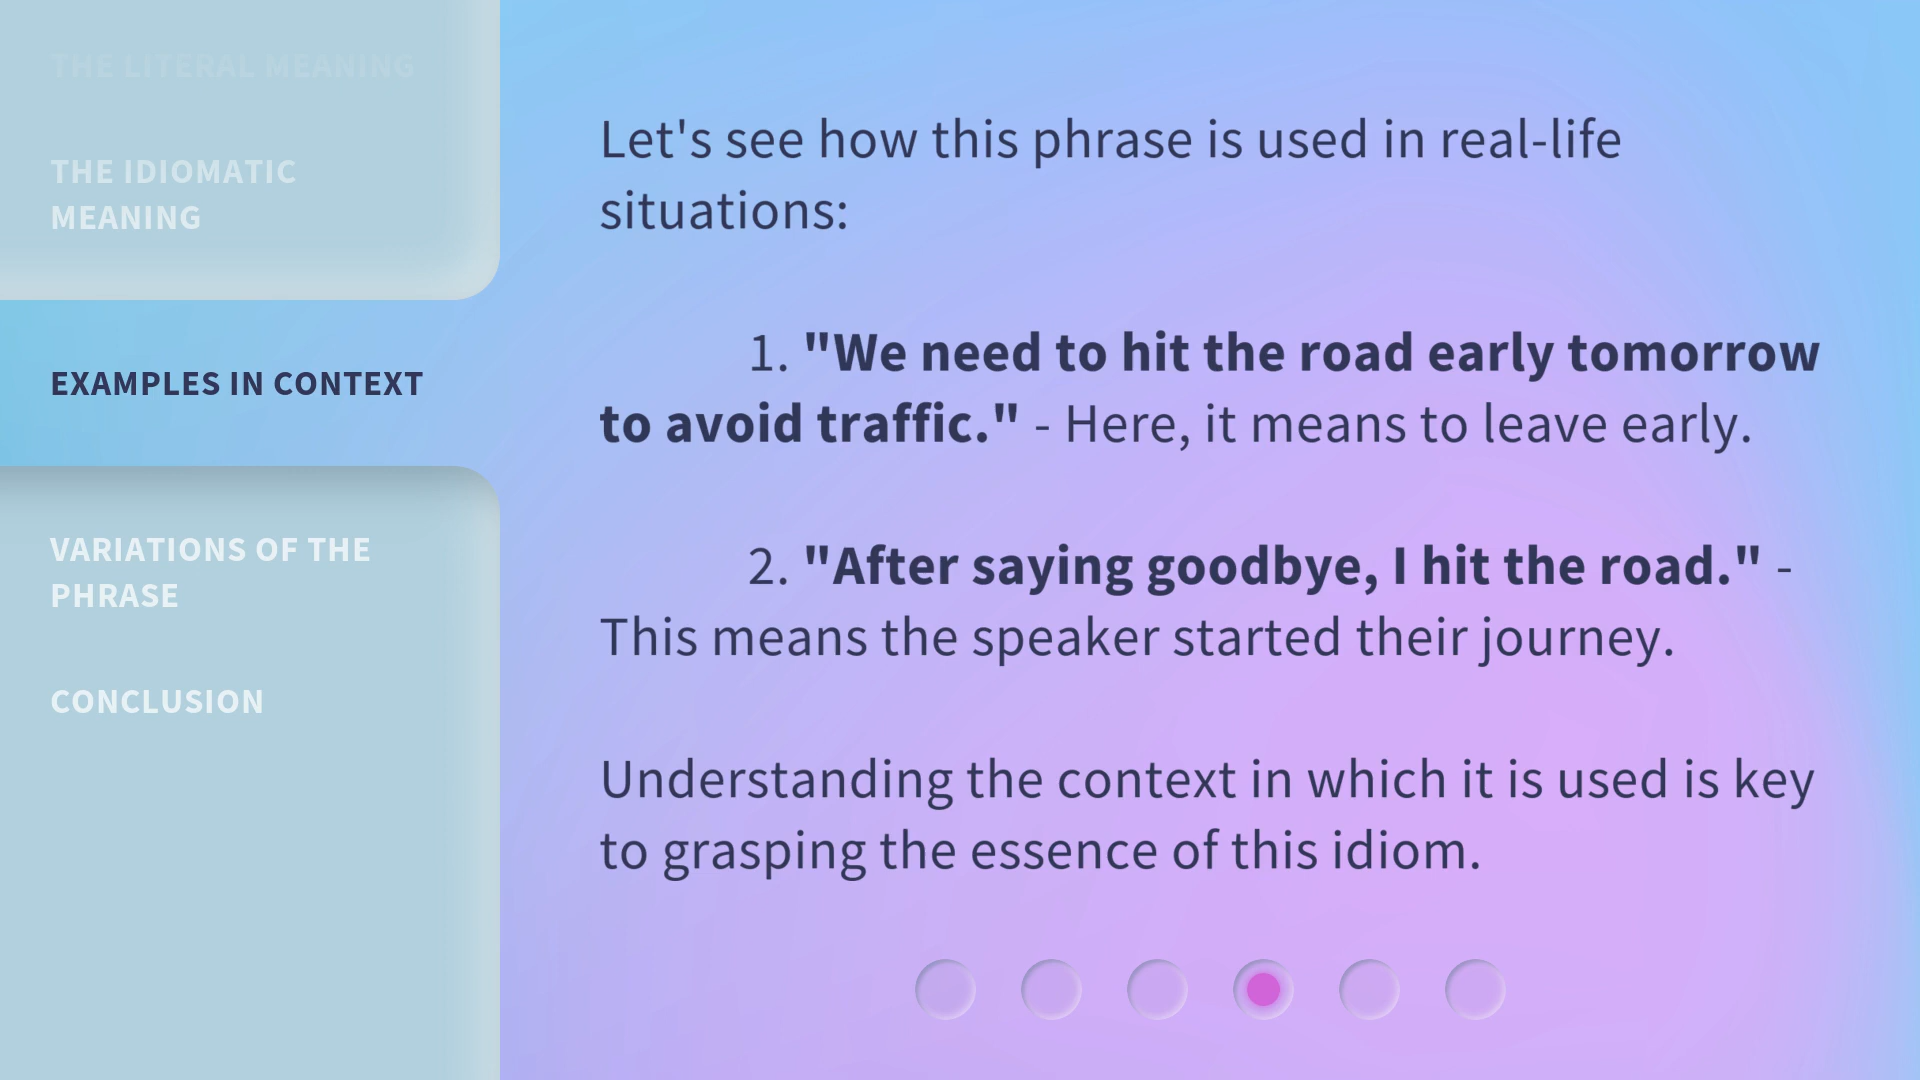 THE LITERAL MEANING
THE IDIOMATIC
MEANING
EXAMPLES IN CONTEXT
VARIATIONS OF THE
PHRASE
CONCLUSION
Let's see how this phrase is used in real-life
situations:
1. "We need to hit the road early tomorrow
to avoid traffic." - Here, it means to leave early.
2. "After saying goodbye, I hit the road." -
This means the speaker started their journey.
Understanding the context in which it is used is key
to grasping the essence of this idiom.